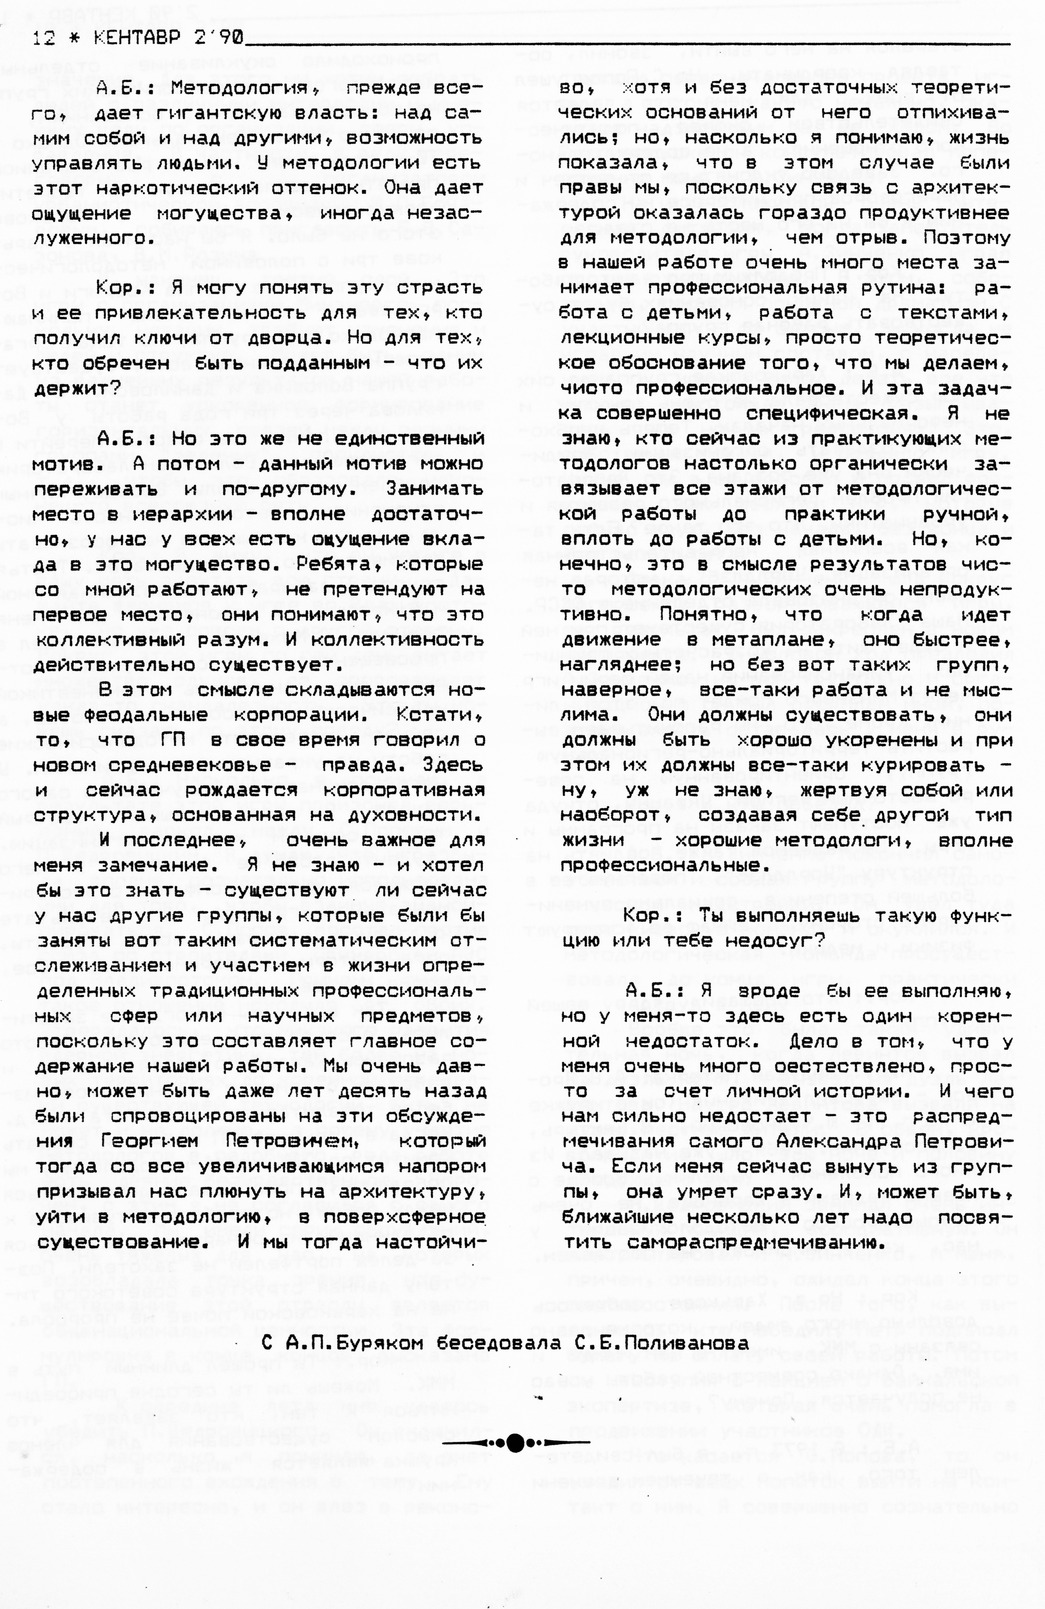 12 * КЕНТАВР 2'90
А.Б.: Методология, прежде все-
го, дает гигантскую власть: над са-
мим собой и над другими, возможность
управлять людьми. У методологии есть
этот наркотический оттенок. Она дает
ощущение могущества, иногда незас-
луженного.
Кор.: Я могу понять эту страсть
и ее привлекательность для тех, кто
получил ключи от дворца. Но для тех,
кто обречен быть подданным - что их
держит?
А.Б.: Но это же не единственный
мотив. А потом - данный мотив можно
переживать и по-другому. Занимать
место в иерархии - вполне достаточ-
но, у нас у всех есть ощущение вкла-
да в это могущество. Ребята, которые
со мной работают, не претендуют на
первое место, они понимают, что это
коллективный разум. И коллективность
действительно существует.
В этом смысле складываются но-
вые феодальные корпорации. Кстати,
то, что ГП в свое время говорил о
новом средневековье - правда. Здесь
и сейчас рождается корпоративная
структура, основанная на духовности.
И последнее, очень важное для
меня замечание. Я не знаю - и хотел
бы это знать - существуют ли сейчас
у нас другие группы, которые были бы
заняты вот таким систематическим от-
слеживанием и участием в жизни опре-
деленных традиционных профессиональ-
ных сфер или научных предметов,
поскольку это составляет главное со-
держание нашей работы. Мы очень дав-
но, может быть даже лет десять назад
были спровоцированы на эти обсужде-
ния Георгием Петровичем, который
тогда со все увеличивающимся напором
призывал нас плюнуть на архитектуру,
уйти в методологию, в поверхсферное
существование. И мы тогда настойчи-
во, хотя и без достаточных теорети-
ческих оснований от него отпихива-
лись; но, насколько я понимаю, жизнь
показала, что в этом случае были
правы мы, поскольку связь с архитек-
турой оказалась гораздо продуктивнее
для методологии, чем отрыв. Поэтому
в нашей работе очень много места за-
нимает профессиональная рутина: ра-
бота с детьми, работа с текстами,
лекционные курсы, просто теоретичес-
кое обоснование того, что мы делаем,
чисто профессиональное. И эта задач-
ка совершенно специфическая. Я не
знаю, кто сейчас из практикующих ме-
тодологов настолько органически за-
вязывает все этажи от методологичес-
кой работы до практики ручной,
вплоть до работы с детьми. Но, ко-
нечно, это в смысле результатов чис-
то методологических очень непродук-
тивно. Понятно, что когда идет
движение в метаплане, оно быстрее,
нагляднее; но без вот таких групп,
наверное, все-таки работа и не мыс-
лима. Они должны существовать, они
должны быть хорошо укоренены и при
этом их должны все-таки курировать -
ну, уж не знаю, жертвуя собой или
наоборот, создавая себе другой тип
жизни - хорошие методологи, вполне
профессиональные.
Кор.: Ты выполняешь такую функ-
цию или тебе недосуг?
А.Б.: Я вроде бы ее выполняю,
но у меня-то здесь есть один корен-
ной недостаток. Дело в том, что у
меня очень много оестествлено, прос-
то за счет личной истории. И чего
нам сильно недостает - это распред-
мечивания самого Александра Петрови-
ча. Если меня сейчас вынуть из груп-
пы, она умрет сразу. И, может быть,
ближайшие несколько лет надо посвя-
тить самораспредмечиванию.
С А.П.Буряком беседовала С.Б.Поливанова